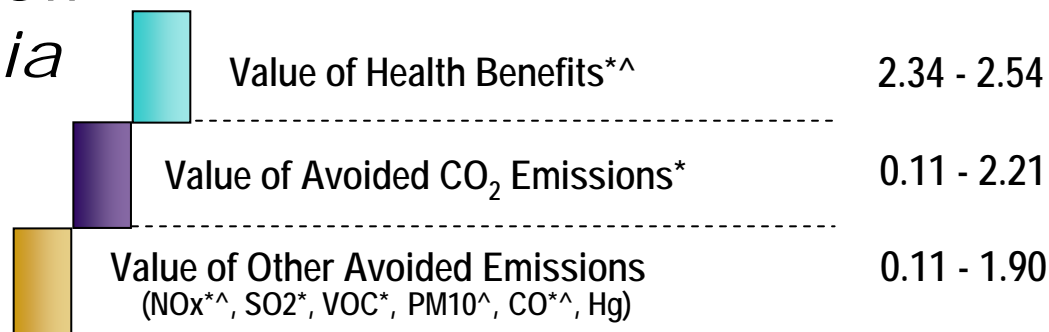 ia
Value of Health Benefits*^ 2.34 - 2.54
Value of Avoided CO₂ Emissions* 0.11 - 2.21
Value of Other Avoided Emissions 0.11 - 1.90
(NOx*^, SO2*, VOC*, PM10^, CO*^, Hg)